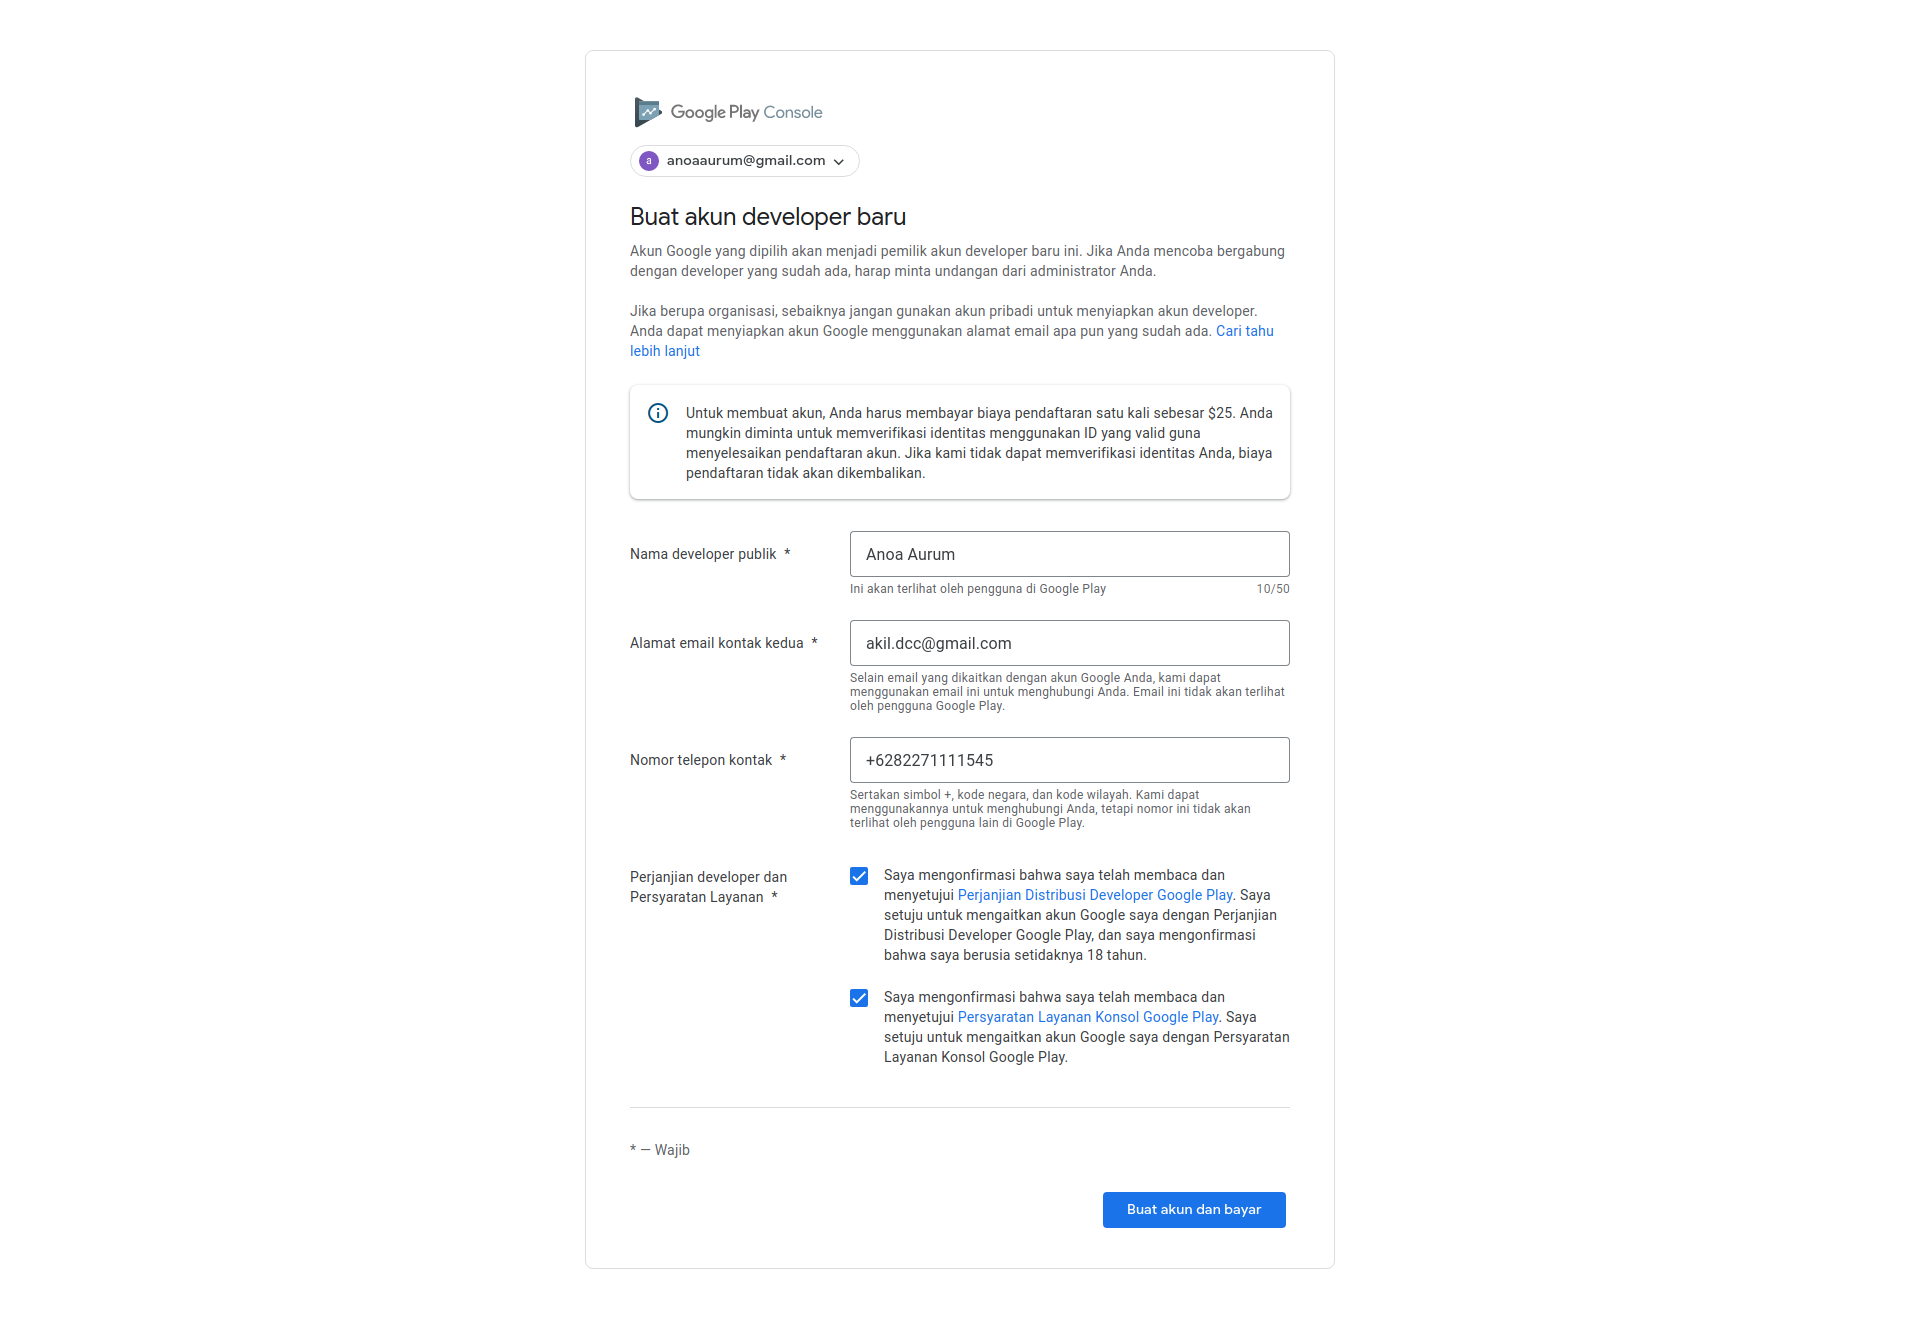 Google Play Console
a anoaaurum@gmail.com
Buat akun developer baru
Akun Google yang dipilih akan menjadi pemilik akun developer baru ini. Jika Anda mencoba bergabung
dengan developer yang sudah ada, harap minta undangan dari administrator Anda.
Jika berupa organisasi, sebaiknya jangan gunakan akun pribadi untuk menyiapkan akun developer.
Anda dapat menyiapkan akun Google menggunakan alamat email apa pun yang sudah ada. Cari tahu
lebih lanjut
Untuk membuat akun, Anda harus membayar biaya pendaftaran satu kali sebesar $25. Anda
mungkin diminta untuk memverifikasi identitas menggunakan ID yang valid guna
menyelesaikan pendaftaran akun. Jika kami tidak dapat memverifikasi identitas Anda, biaya
pendaftaran tidak akan dikembalikan.
Nama developer publik *
Anoa Aurum
Ini akan terlihat oleh pengguna di Google Play 10/50
Alamat email kontak kedua *
akil.dcc@gmail.com
Selain email yang dikaitkan dengan akun Google Anda, kami dapat
menggunakan email ini untuk menghubungi Anda. Email ini tidak akan terlihat
oleh pengguna Google Play.
Nomor telepon kontak *
+6282271111545
Sertakan simbol +, kode negara, dan kode wilayah. Kami dapat
menggunakannya untuk menghubungi Anda, tetapi nomor ini tidak akan
terlihat oleh pengguna lain di Google Play.
Perjanjian developer dan
Persyaratan Layanan *
Saya mengonfirmasi bahwa saya telah membaca dan
menyetujui Perjanjian Distribusi Developer Google Play. Saya
setuju untuk mengaitkan akun Google saya dengan Perjanjian
Distribusi Developer Google Play, dan saya mengonfirmasi
bahwa saya berusia setidaknya 18 tahun.
Saya mengonfirmasi bahwa saya telah membaca dan
menyetujui Persyaratan Layanan Konsol Google Play. Saya
setuju untuk mengaitkan akun Google saya dengan Persyaratan
Layanan Konsol Google Play.
* — Wajib
Buat akun dan bayar